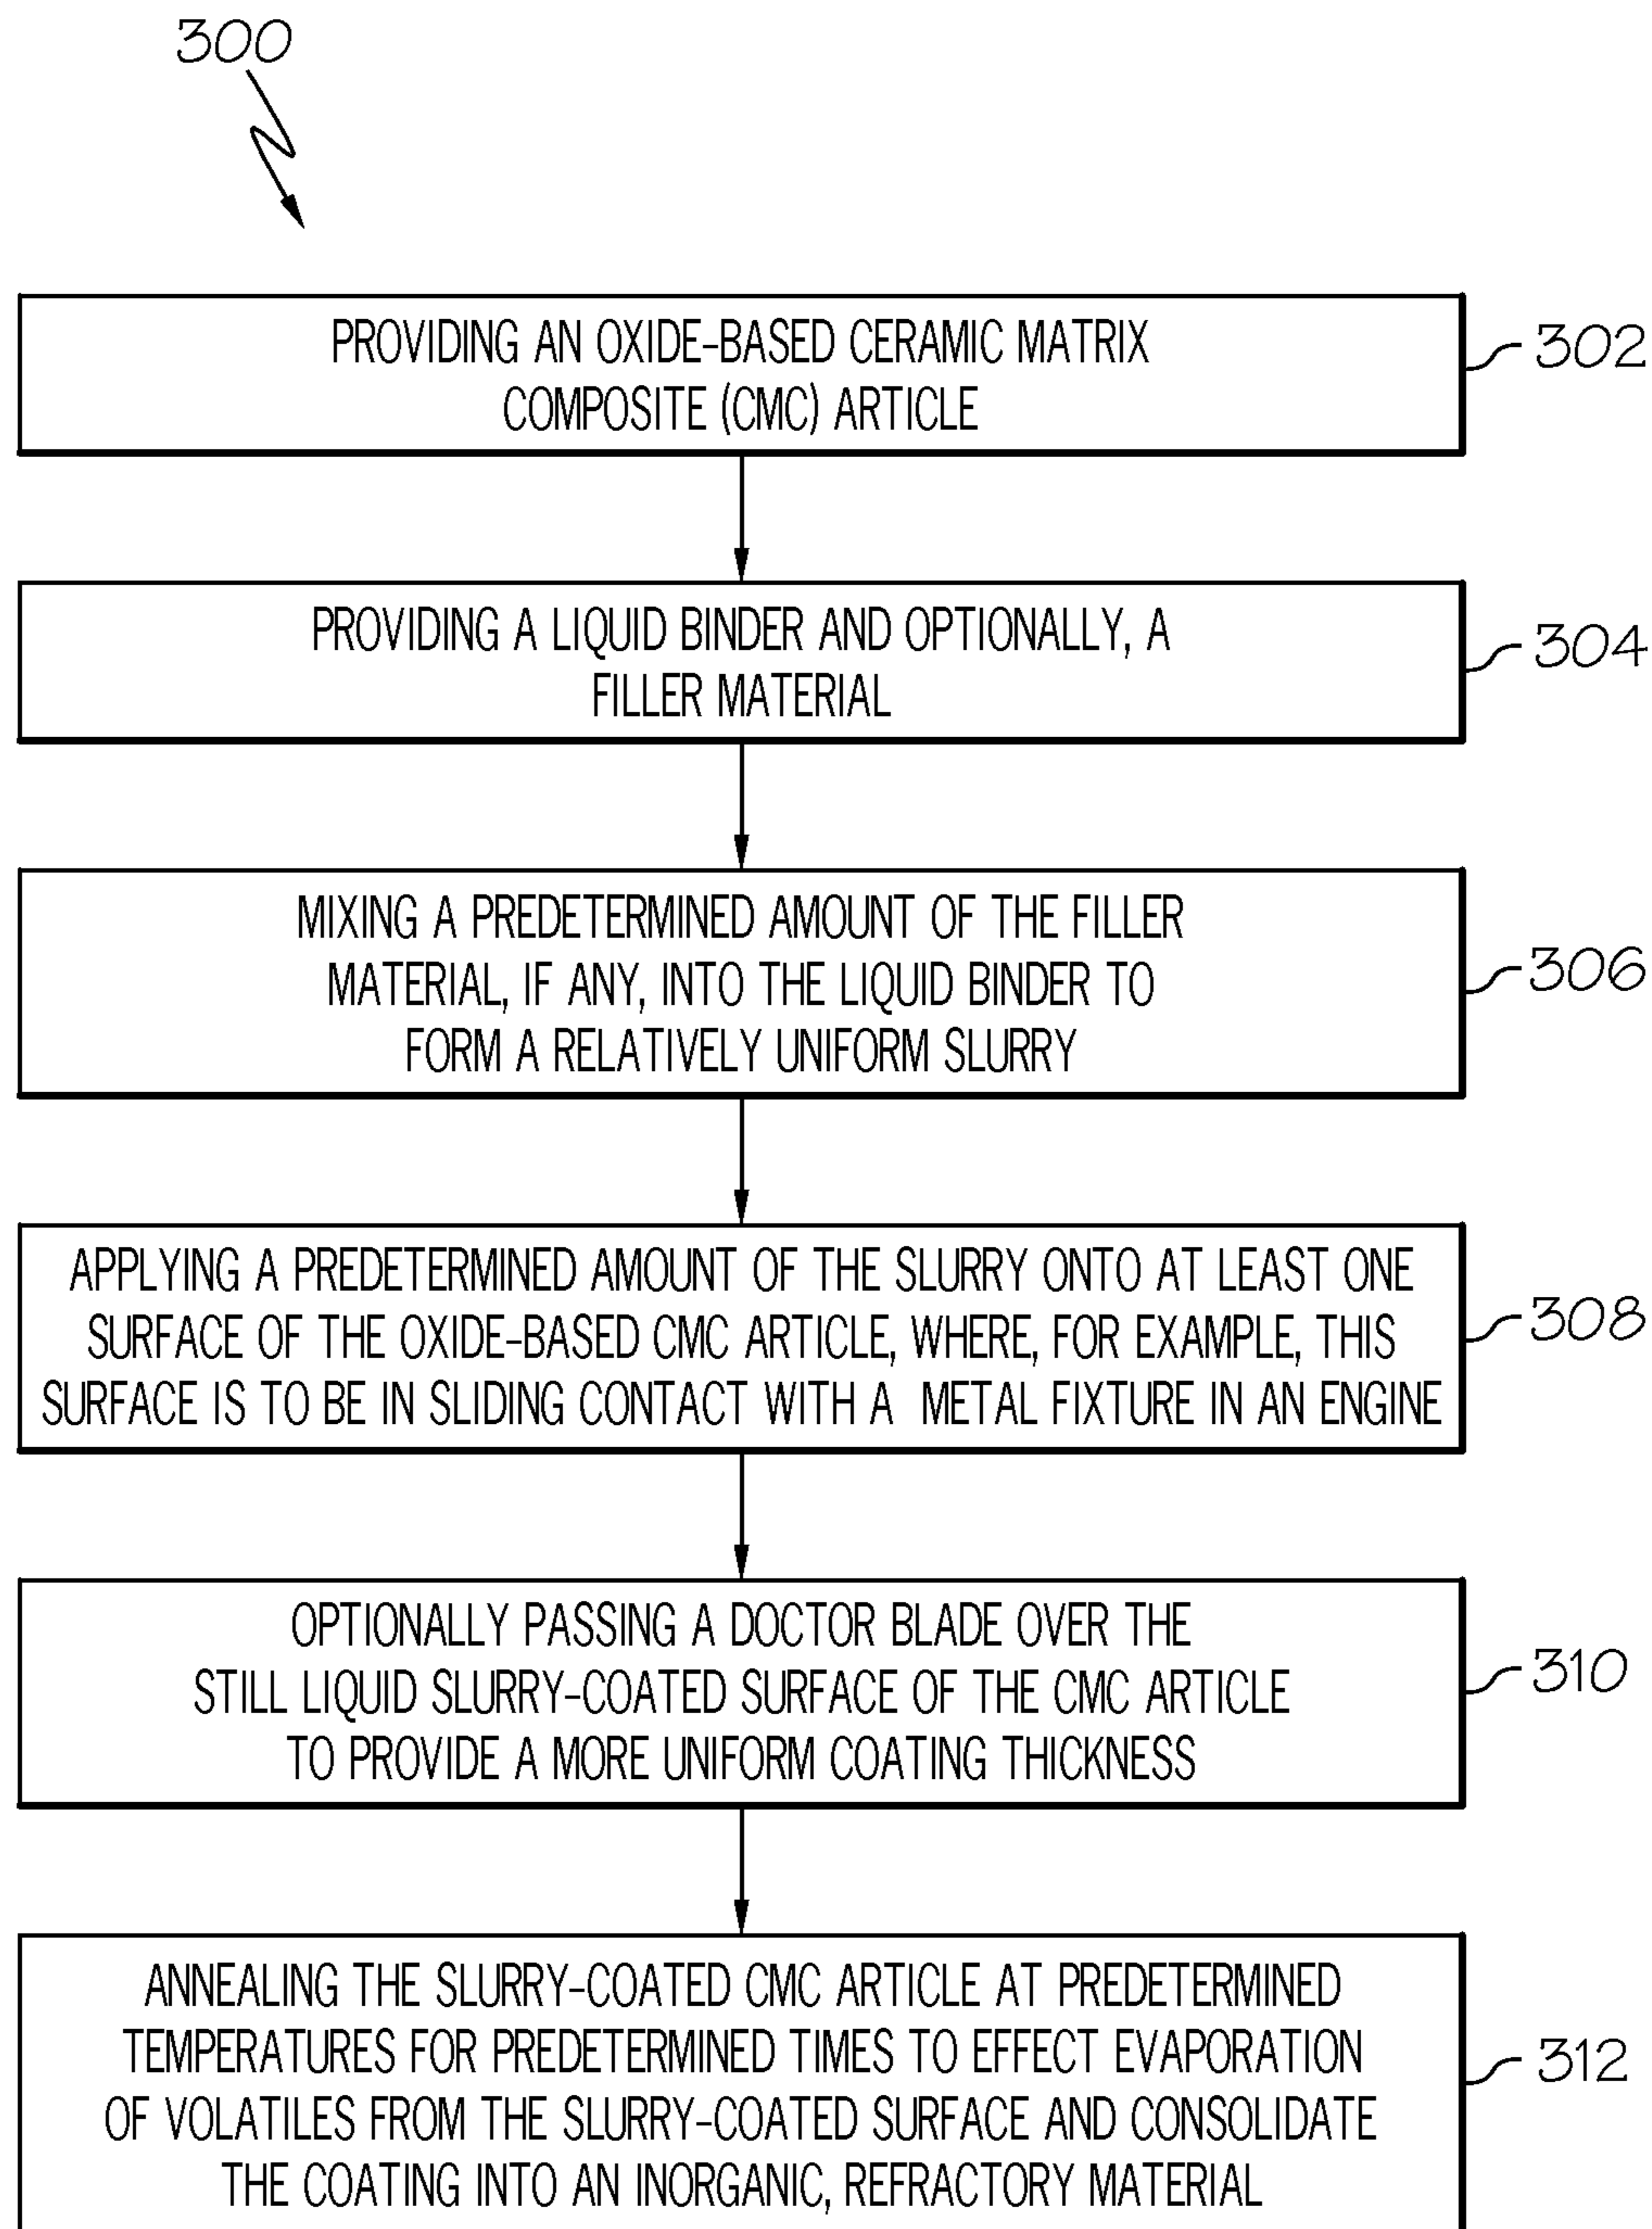 300
PROVIDING AN OXIDE-BASED CERAMIC MATRIX
COMPOSITE (CMC) ARTICLE
302
PROVIDING A LIQUID BINDER AND OPTIONALLY, A
FILLER MATERIAL
304
MIXING A PREDETERMINED AMOUNT OF THE FILLER
MATERIAL, IF ANY, INTO THE LIQUID BINDER TO
FORM A RELATIVELY UNIFORM SLURRY
306
APPLYING A PREDETERMINED AMOUNT OF THE SLURRY ONTO AT LEAST ONE
SURFACE OF THE OXIDE-BASED CMC ARTICLE, WHERE, FOR EXAMPLE, THIS
SURFACE IS TO BE IN SLIDING CONTACT WITH A METAL FIXTURE IN AN ENGINE
308
OPTIONALLY PASSING A DOCTOR BLADE OVER THE
STILL LIQUID SLURRY-COATED SURFACE OF THE CMC ARTICLE
TO PROVIDE A MORE UNIFORM COATING THICKNESS
310
ANNEALING THE SLURRY-COATED CMC ARTICLE AT PREDETERMINED
TEMPERATURES FOR PREDETERMINED TIMES TO EFFECT EVAPORATION
OF VOLATILES FROM THE SLURRY-COATED SURFACE AND CONSOLIDATE
THE COATING INTO AN INORGANIC, REFRACTORY MATERIAL
312